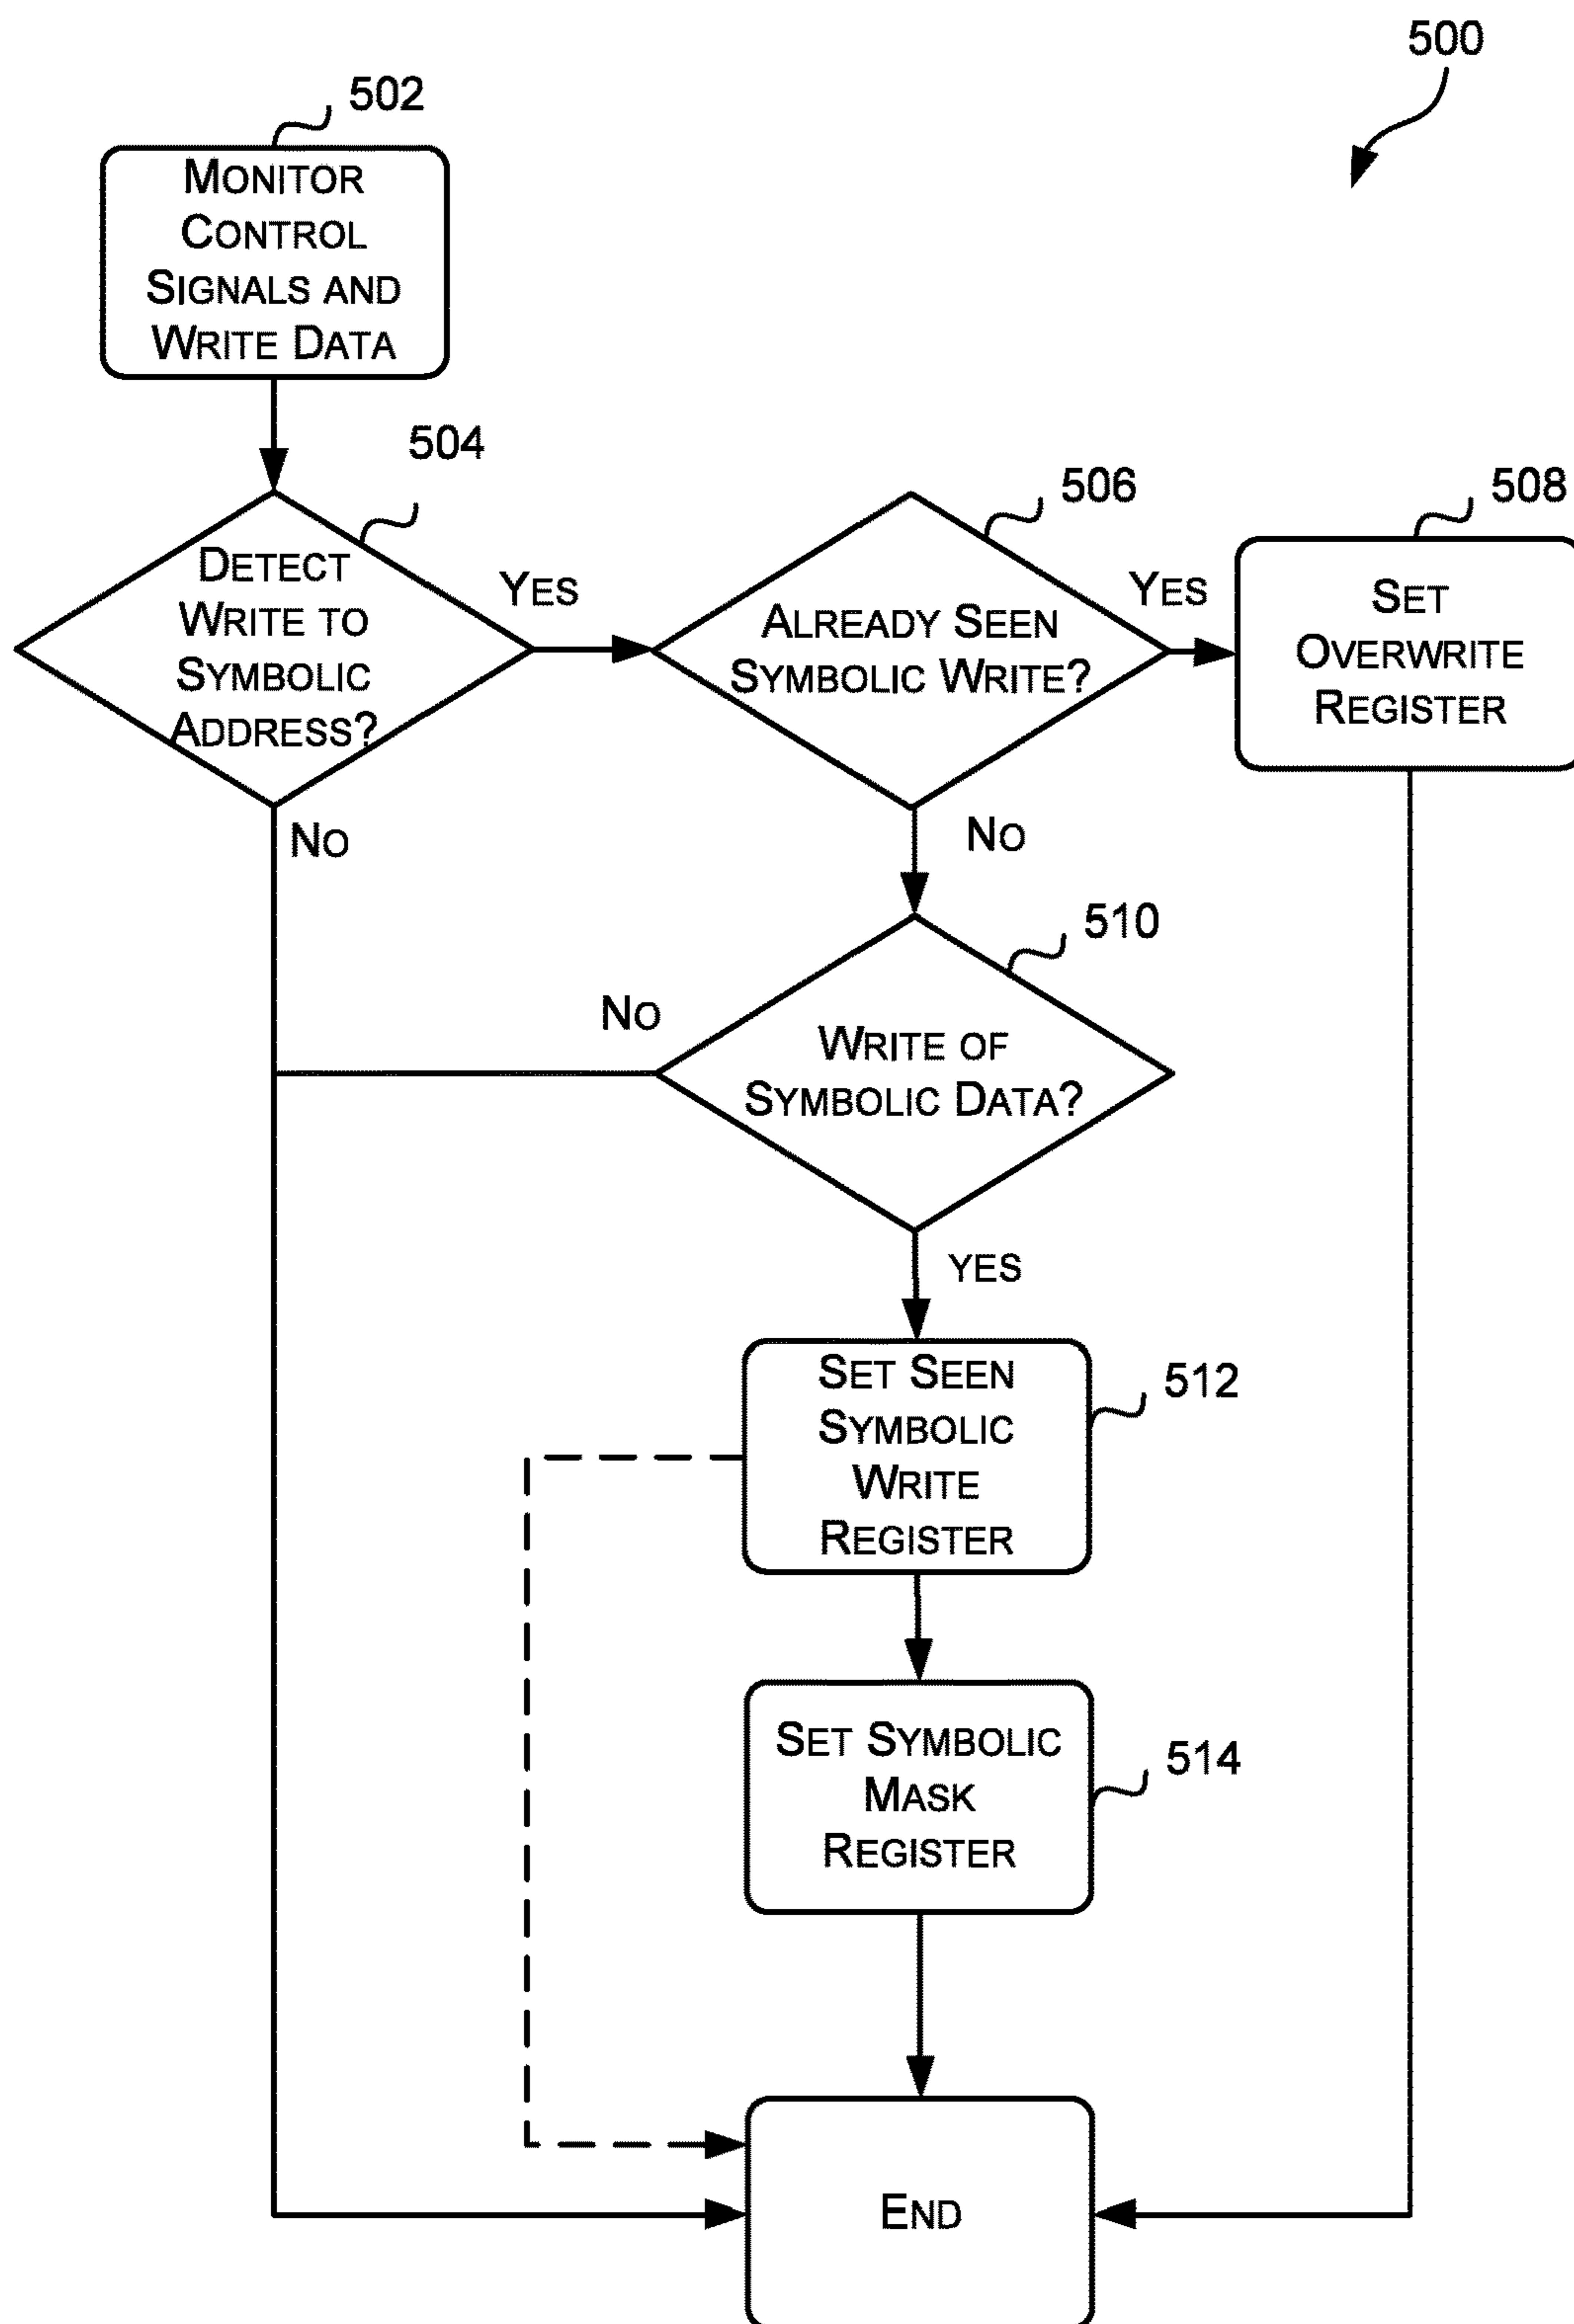 500
502
MONITOR
CONTROL
SIGNALS AND
WRITE DATA
504
DETECT
WRITE TO
SYMBOLIC
ADDRESS?
YES
NO
506
ALREADY SEEN
SYMBOLIC WRITE?
YES
NO
508
SET
OVERWRITE
REGISTER
510
WRITE OF
SYMBOLIC DATA?
NO
YES
512
SET SEEN
SYMBOLIC
WRITE
REGISTER
514
SET SYMBOLIC
MASK
REGISTER
END